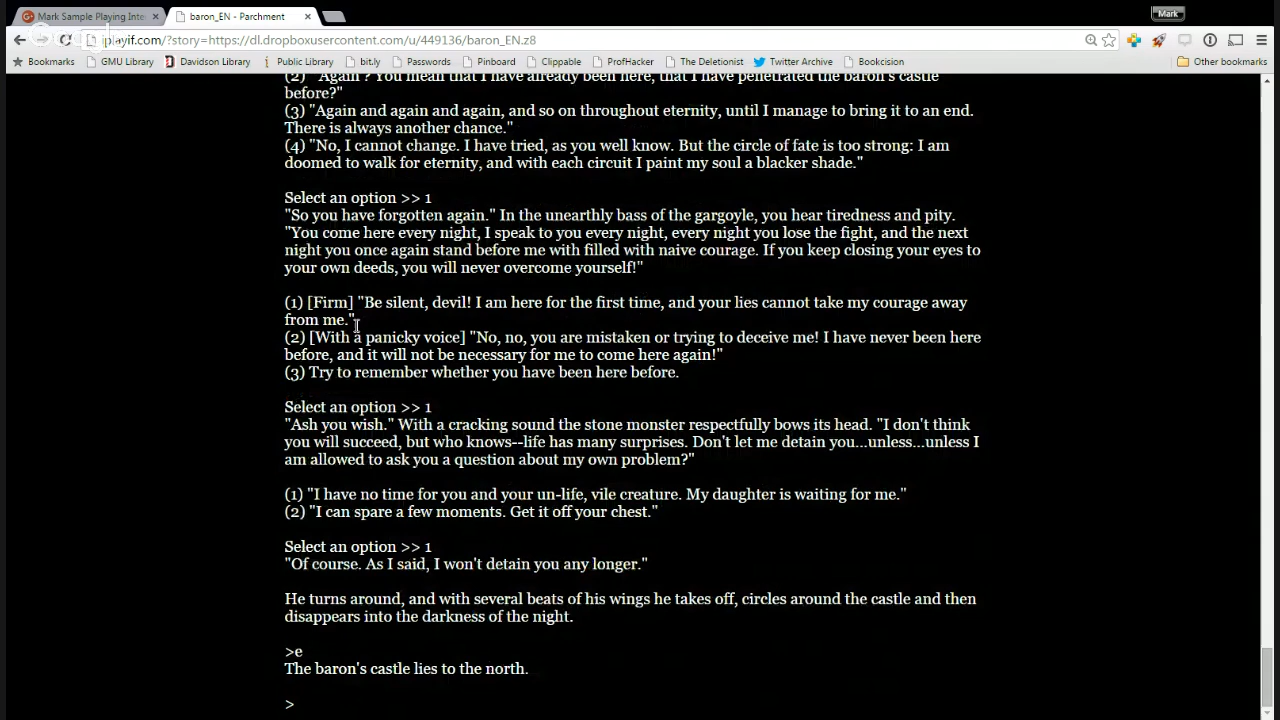 Mark Sample Playing Inte
baron_EN - Parchment
Mark
iplayif.com/?story=https://dl.dropboxusercontent.com/u/449136/baron_EN.z8
Bookmarks GMU Library Davidson Library Public Library bit.ly Passwords Pinboard Clippable ProfHacker The Deletionist Twitter Archive Bookcision Other bookmarks
(2) "Again? You mean that I have already been here, that I have penetrated the baron's castle
before?"
(3) "Again and again and again, and so on throughout eternity, until I manage to bring it to an end.
There is always another chance."
(4) "No, I cannot change. I have tried, as you well know. But the circle of fate is too strong: I am
doomed to walk for eternity, and with each circuit I paint my soul a blacker shade."
Select an option >> 1
"So you have forgotten again." In the unearthly bass of the gargoyle, you hear tiredness and pity.
"You come here every night, I speak to you every night, every night you lose the fight, and the next
night you once again stand before me with filled with naive courage. If you keep closing your eyes to
your own deeds, you will never overcome yourself!"
(1) [Firm] "Be silent, devil! I am here for the first time, and your lies cannot take my courage away
from me."
(2) [With a panicky voice] "No, no, you are mistaken or trying to deceive me! I have never been here
before, and it will not be necessary for me to come here again!"
(3) Try to remember whether you have been here before.
Select an option >> 1
"Ash you wish." With a cracking sound the stone monster respectfully bows its head. "I don't think
you will succeed, but who knows--life has many surprises. Don't let me detain you...unless...unless I
am allowed to ask you a question about my own problem?"
(1) "I have no time for you and your un-life, vile creature. My daughter is waiting for me."
(2) "I can spare a few moments. Get it off your chest."
Select an option >> 1
"Of course. As I said, I won't detain you any longer."
He turns around, and with several beats of his wings he takes off, circles around the castle and then
disappears into the darkness of the night.
>e
The baron's castle lies to the north.
>